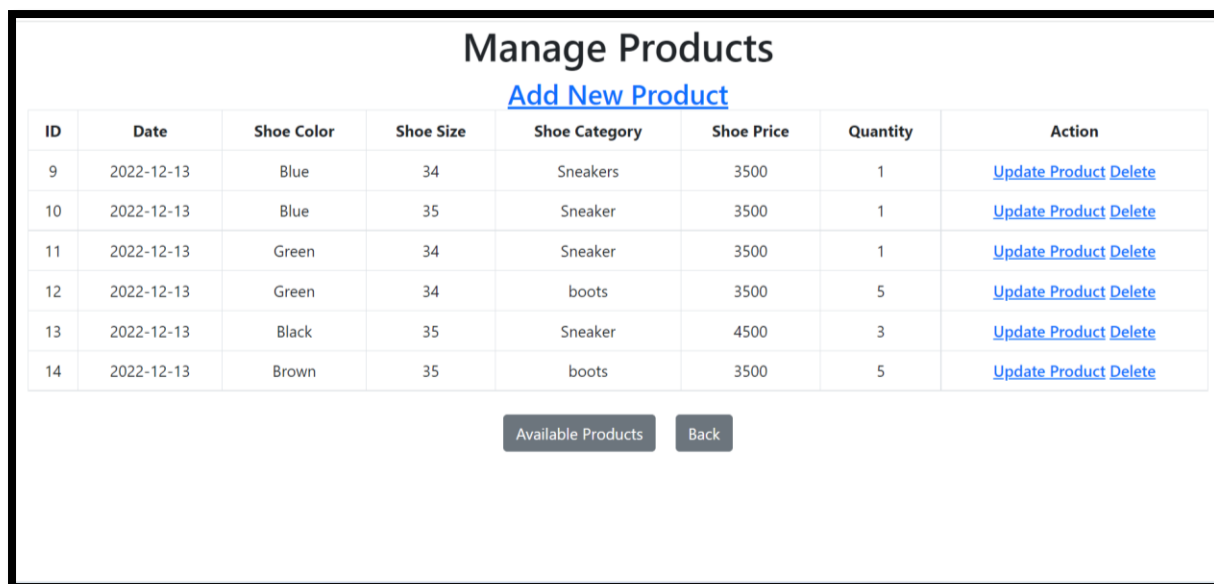 Manage Products
Add New Product
ID Date Shoe Color Shoe Size Shoe Category Shoe Price Quantity Action
9 2022-12-13 Blue 34 Sneakers 3500 1 Update Product Delete
10 2022-12-13 Blue 35 Sneaker 3500 1 Update Product Delete
11 2022-12-13 Green 34 Sneaker 3500 1 Update Product Delete
12 2022-12-13 Green 34 boots 3500 5 Update Product Delete
13 2022-12-13 Black 35 Sneaker 4500 3 Update Product Delete
14 2022-12-13 Brown 35 boots 3500 5 Update Product Delete
Available Products Back